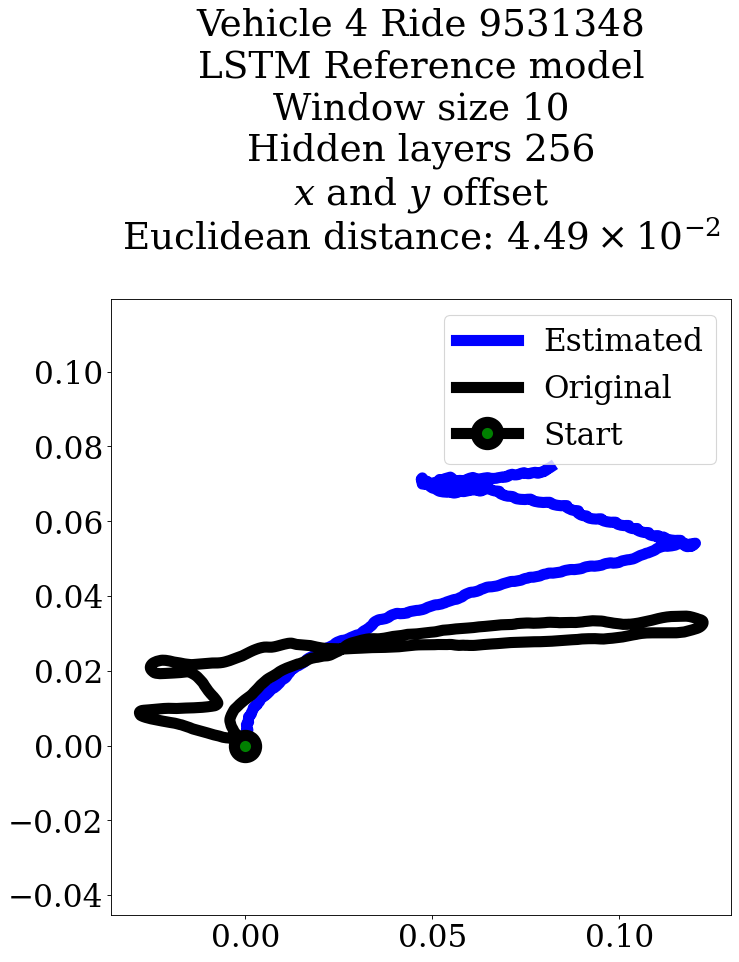 Vehicle 4 Ride 9531348
LSTM Reference model
Window size 10
Hidden layers 256
x and y offset
Euclidean distance: 4.49 × 10⁻²
Estimated
Original
Start
0.10
0.08
0.06
0.04
0.02
0.00
−0.02
−0.04
0.00 0.05 0.10